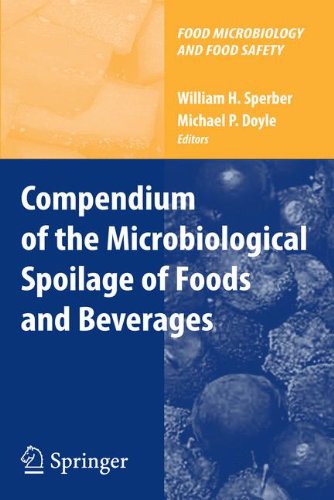 FOOD MICROBIOLOGY
AND FOOD SAFETY
William H. Sperber
Michael P. Doyle
Editors
Compendium
of the Microbiological
Spoilage of Foods
and Beverages
Springer